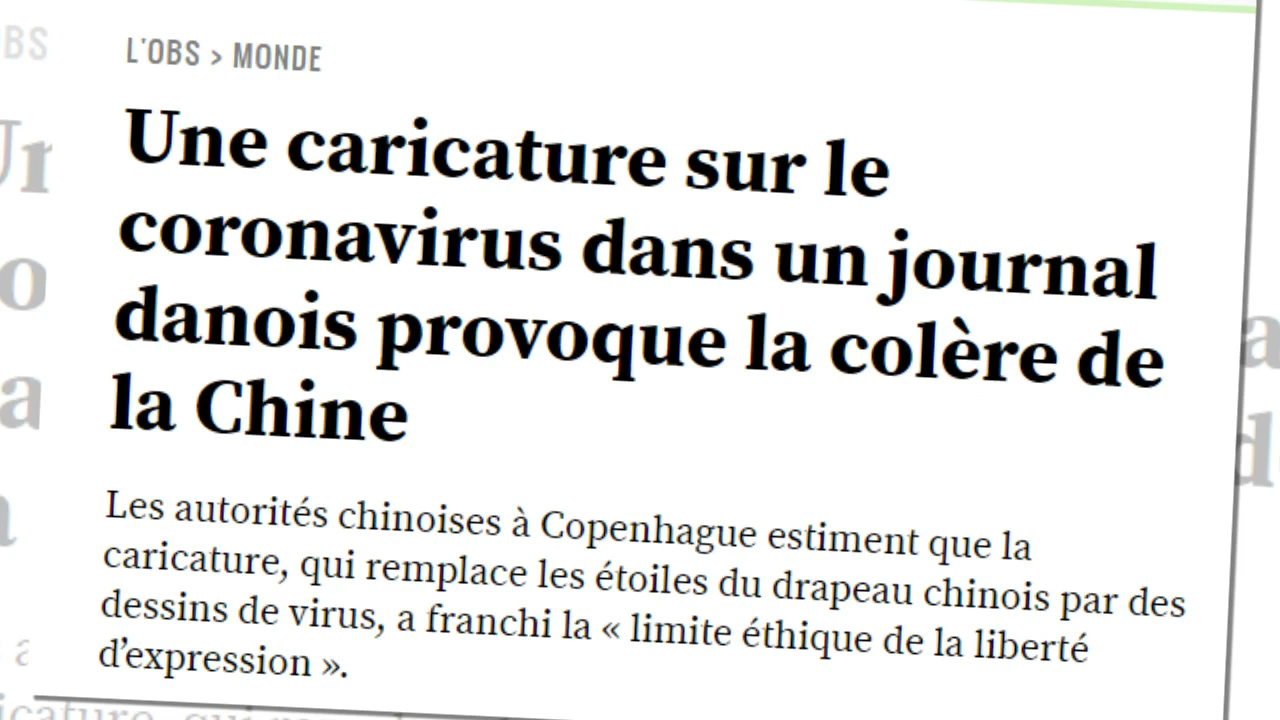 L'OBS > MONDE
Une caricature sur le
coronavirus dans un journal
danois provoque la colère de
la Chine
Les autorités chinoises à Copenhague estiment que la
caricature, qui remplace les étoiles du drapeau chinois par des
dessins de virus, a franchi la « limite éthique de la liberté
d’expression ».